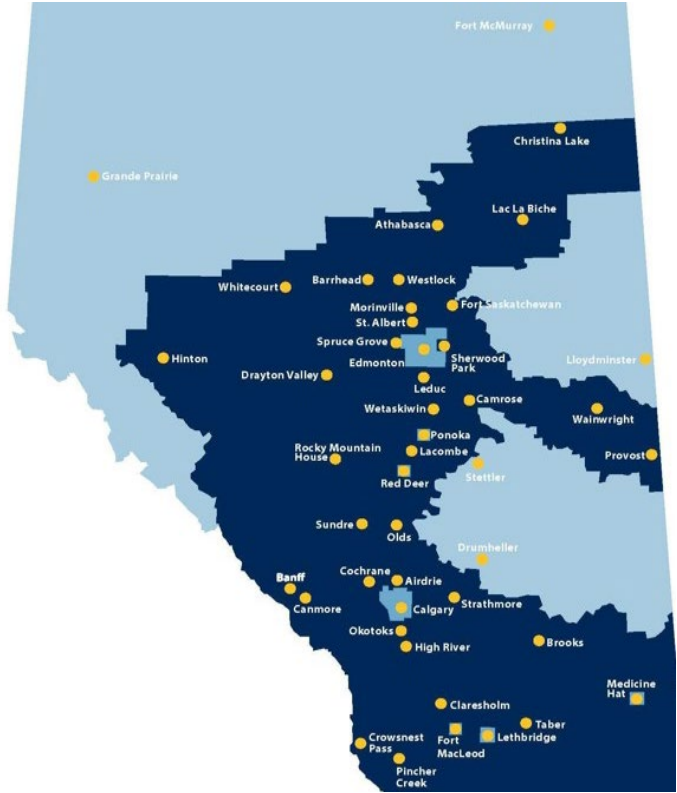 Fort McMurray
Christina Lake
Grande Prairie
Lac La Biche
Athabasca
Barrhead
Westlock
Whitecourt
Morinville
Fort Saskatchewan
St. Albert
Spruce Grove
Edmonton
Sherwood
Park
Hinton
Lloydminster
Drayton Valley
Leduc
Camrose
Wetaskiwin
Wainwright
Ponoka
Rocky Mountain
House
Lacombe
Provost
Red Deer
Stettler
Sundre
Olds
Drumheller
Banff
Cochrane
Airdrie
Canmore
Strathmore
Calgary
Okotoks
High River
Brooks
Medicine
Hat
Claresholm
Taber
Fort
MacLeod
Lethbridge
Crowsnest
Pass
Pincher
Creek